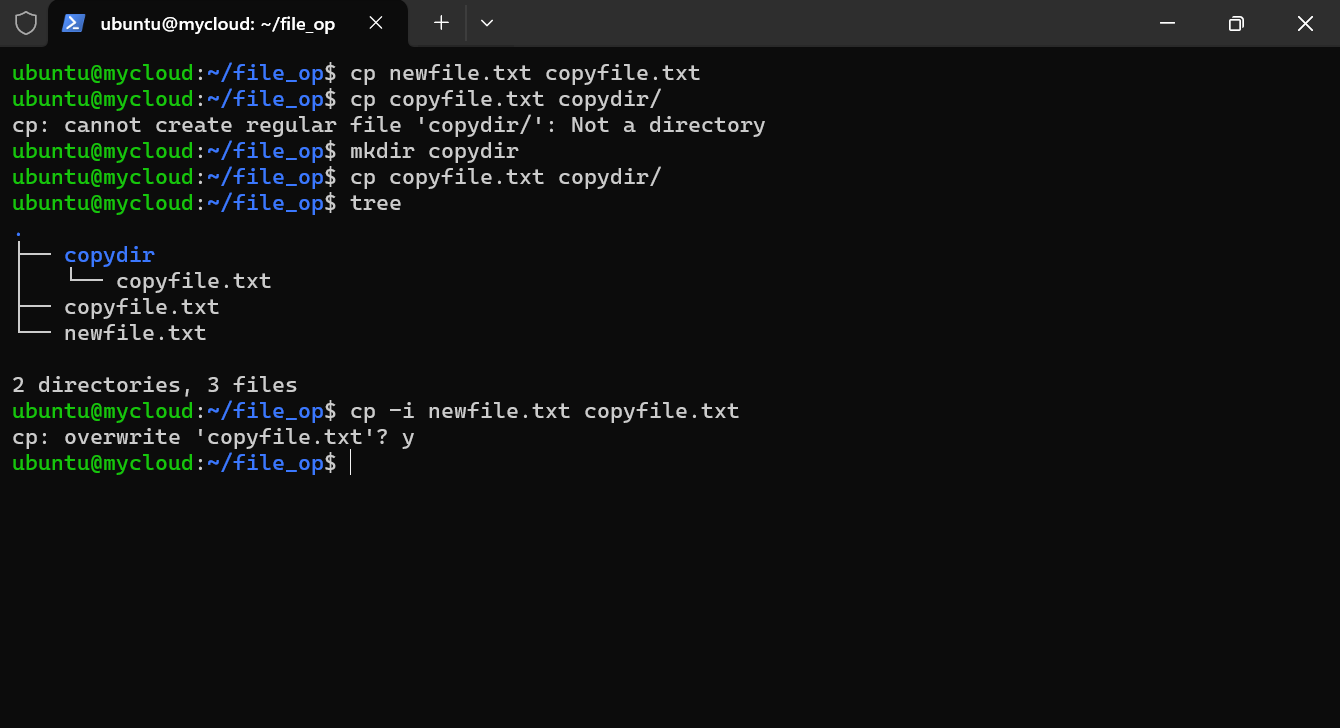 ubuntu@mycloud: ~/file_op
ubuntu@mycloud:~/file_op$ cp newfile.txt copyfile.txt
ubuntu@mycloud:~/file_op$ cp copyfile.txt copydir/
cp: cannot create regular file 'copydir/': Not a directory
ubuntu@mycloud:~/file_op$ mkdir copydir
ubuntu@mycloud:~/file_op$ cp copyfile.txt copydir/
ubuntu@mycloud:~/file_op$ tree
.
├── copydir
│   └── copyfile.txt
├── copyfile.txt
└── newfile.txt

2 directories, 3 files
ubuntu@mycloud:~/file_op$ cp -i newfile.txt copyfile.txt
cp: overwrite 'copyfile.txt'? y
ubuntu@mycloud:~/file_op$